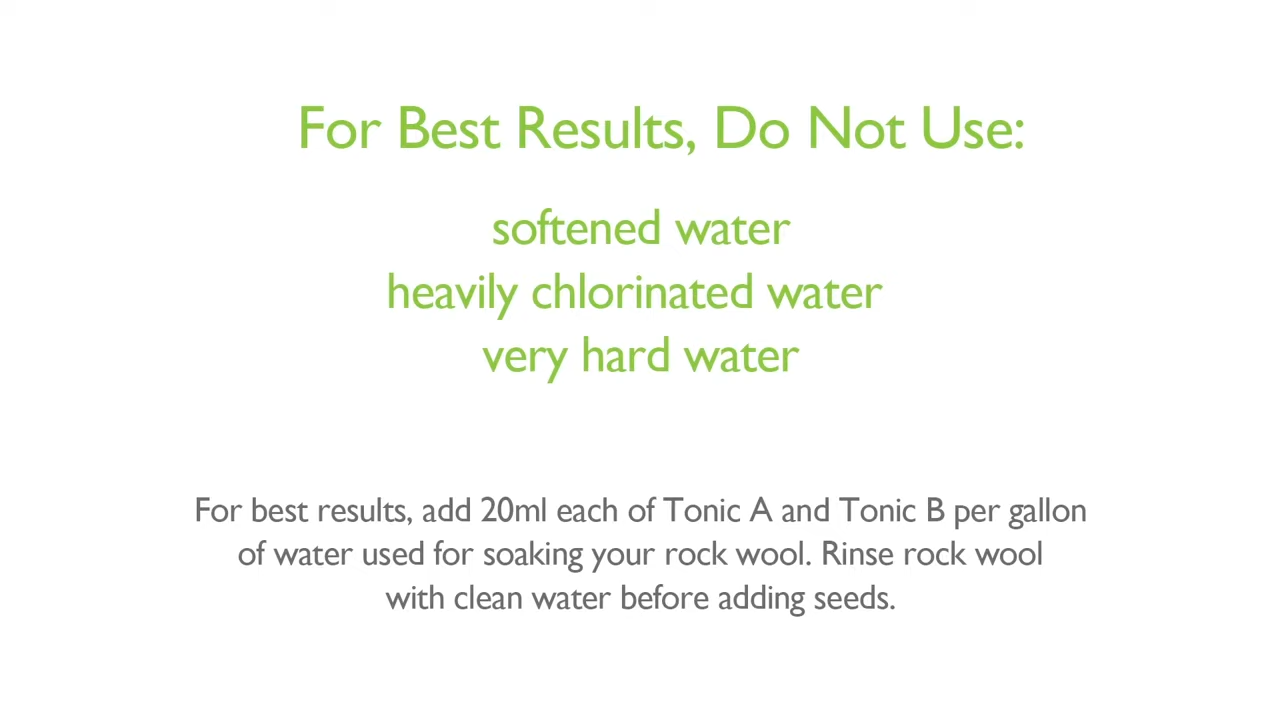 For Best Results, Do Not Use:
softened water
heavily chlorinated water
very hard water
For best results, add 20ml each of Tonic A and Tonic B per gallon
of water used for soaking your rock wool. Rinse rock wool
with clean water before adding seeds.